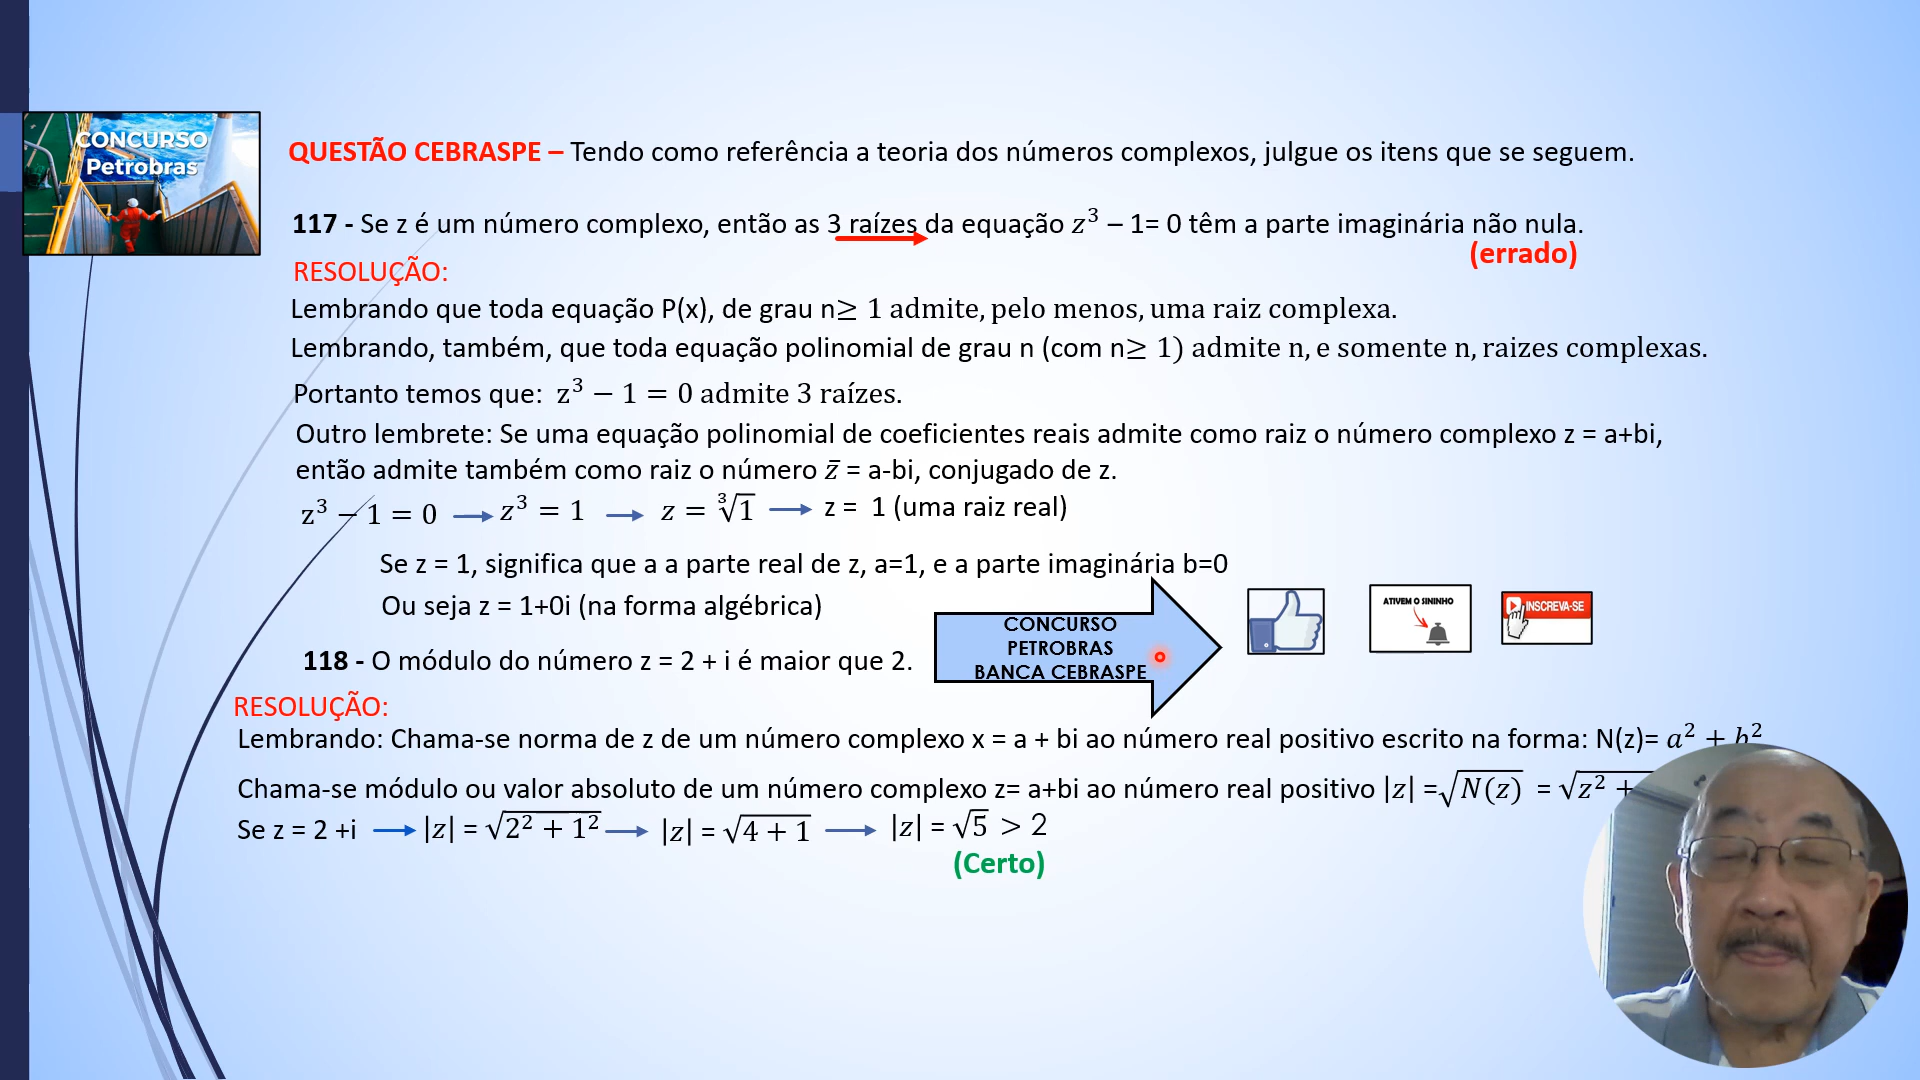 CONCURSO
Petrobras
QUESTÃO CEBRASPE – Tendo como referência a teoria dos números complexos, julgue os itens que se seguem.
117 - Se z é um número complexo, então as 3 raízes da equação z³ – 1= 0 têm a parte imaginária não nula.
(errado)
RESOLUÇÃO:
Lembrando que toda equação P(x), de grau n≥ 1 admite, pelo menos, uma raiz complexa.
Lembrando, também, que toda equação polinomial de grau n (com n≥ 1) admite n, e somente n, raizes complexas.
Portanto temos que: z³ − 1 = 0 admite 3 raízes.
Outro lembrete: Se uma equação polinomial de coeficientes reais admite como raiz o número complexo z = a+bi,
então admite também como raiz o número z̄ = a-bi, conjugado de z.
z³ − 1 = 0 → z³ = 1 → z = ∛1 → z = 1 (uma raiz real)
Se z = 1, significa que a a parte real de z, a=1, e a parte imaginária b=0
Ou seja z = 1+0i (na forma algébrica)
CONCURSO
PETROBRAS
BANCA CEBRASPE
ATIVEM O SININHO
INSCREVA-SE
118 - O módulo do número z = 2 + i é maior que 2.
RESOLUÇÃO:
Lembrando: Chama-se norma de z de um número complexo x = a + bi ao número real positivo escrito na forma: N(z)= a² + b²
Chama-se módulo ou valor absoluto de um número complexo z= a+bi ao número real positivo |z| =√N(z) = √z² +
Se z = 2 +i → |z| = √2² + 1² → |z| = √4 + 1 → |z| = √5 > 2
(Certo)